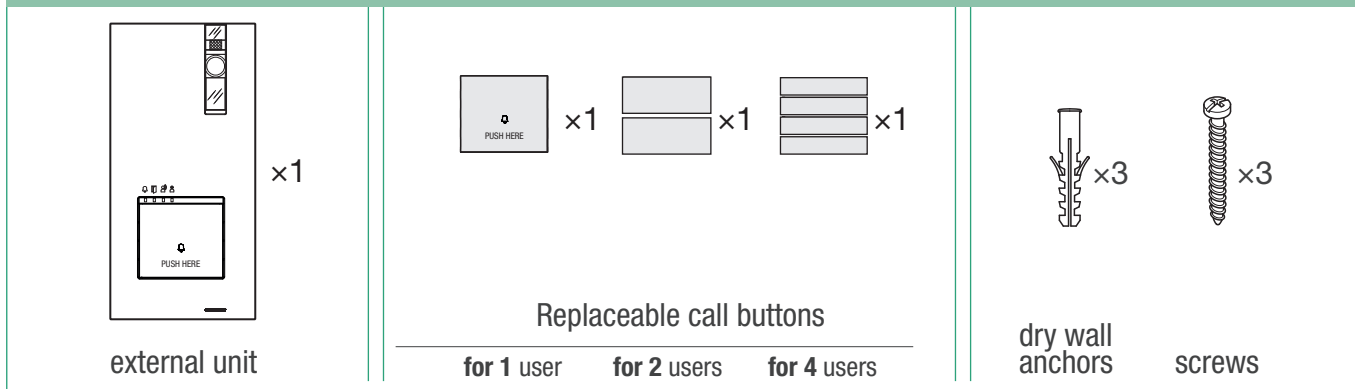 ×1
PUSH HERE
external unit
PUSH HERE
×1
×1
×1
Replaceable call buttons
for 1 user for 2 users for 4 users
×3
×3
dry wall
anchors
screws